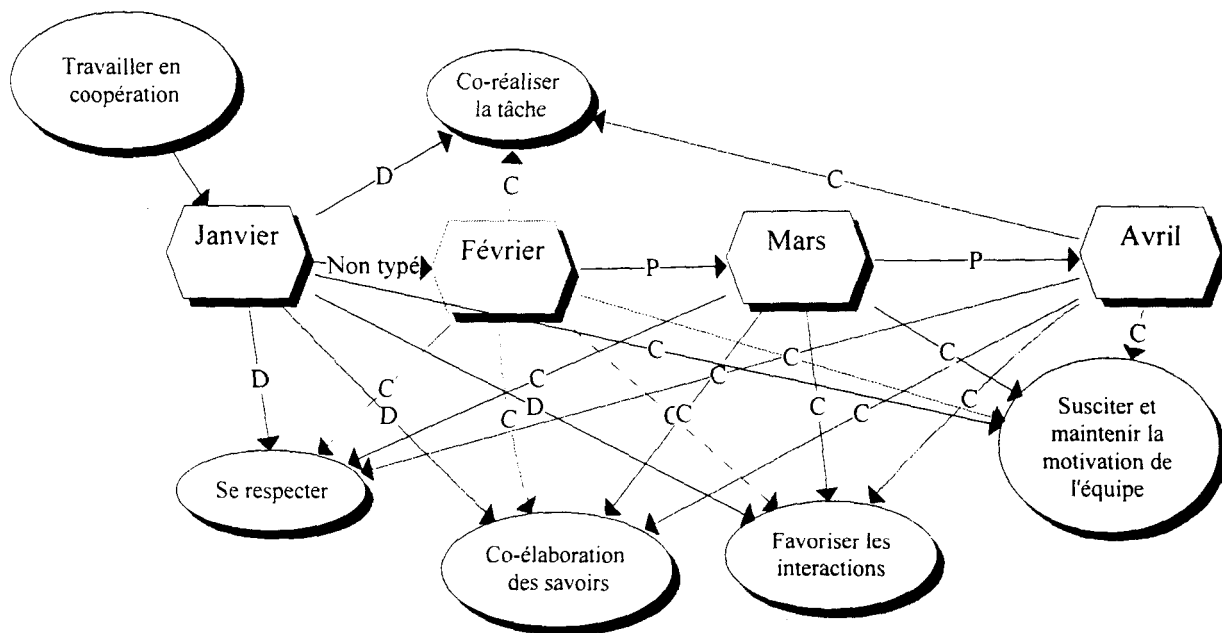 Travailler en
coopération
Co-réaliser
la tâche
D
C
C
Janvier
Février
Mars
Avril
Non typé
P
P
D
C
D
C
C
D
C
C
C
C
C
C
C
C
C
C
Se respecter
Co-élaboration
des savoirs
Favoriser les
interactions
Susciter et
maintenir la
motivation de
l'équipe